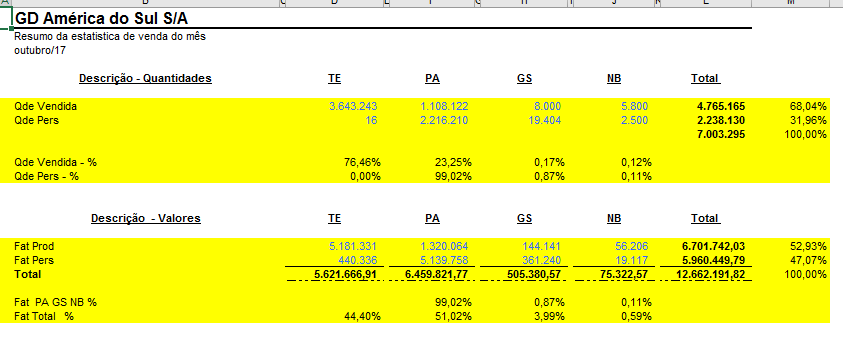 GD América do Sul S/A
Resumo da estatistica de venda do mês
outubro/17
Descrição - Quantidades TE PA GS NB Total
Qde Vendida 3.643.243 1.108.122 8.000 5.800 4.765.165 68,04%
Qde Pers 16 2.216.210 19.404 2.500 2.238.130 31,96%
7.003.295 100,00%
Qde Vendida - % 76,46% 23,25% 0,17% 0,12%
Qde Pers - % 0,00% 99,02% 0,87% 0,11%
Descrição - Valores TE PA GS NB Total
Fat Prod 5.181.331 1.320.064 144.141 56.206 6.701.742,03 52,93%
Fat Pers 440.336 5.139.758 361.240 19.117 5.960.449,79 47,07%
Total 5.621.666,91 6.459.821,77 505.380,57 75.322,57 12.662.191,82 100,00%
Fat PA GS NB % 99,02% 0,87% 0,11%
Fat Total % 44,40% 51,02% 3,99% 0,59%